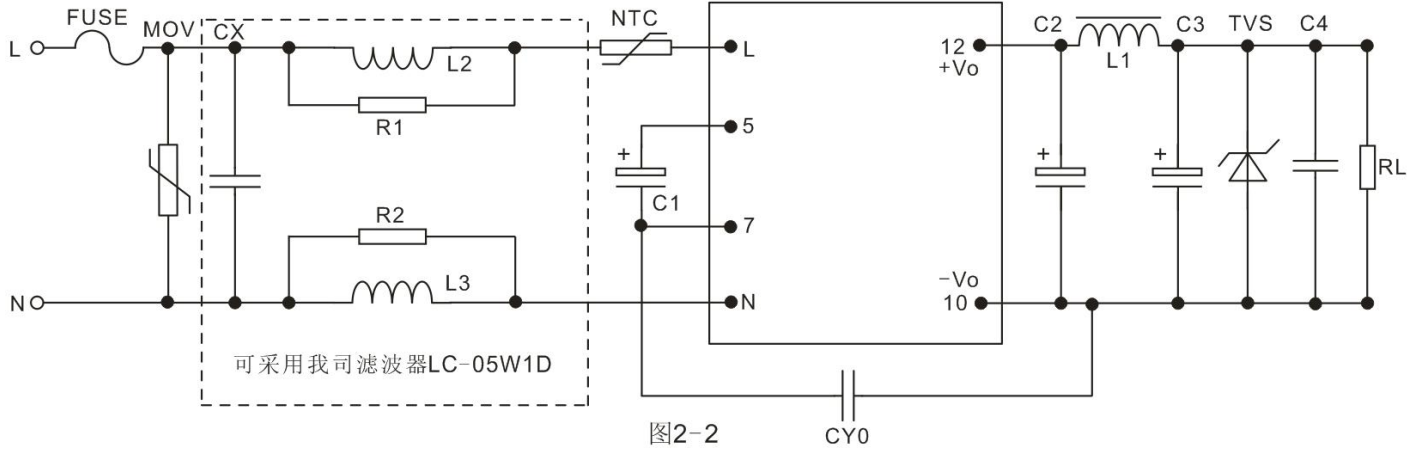 FUSE
MOV
CX
NTC
L
L2
R1
R2
L3
N
可采用我司滤波器LC-05W1D
L
5
+
C1
7
N
12
+Vo
-Vo
10
C2
L1
C3
TVS
C4
+
+
RL
CY0
图2-2